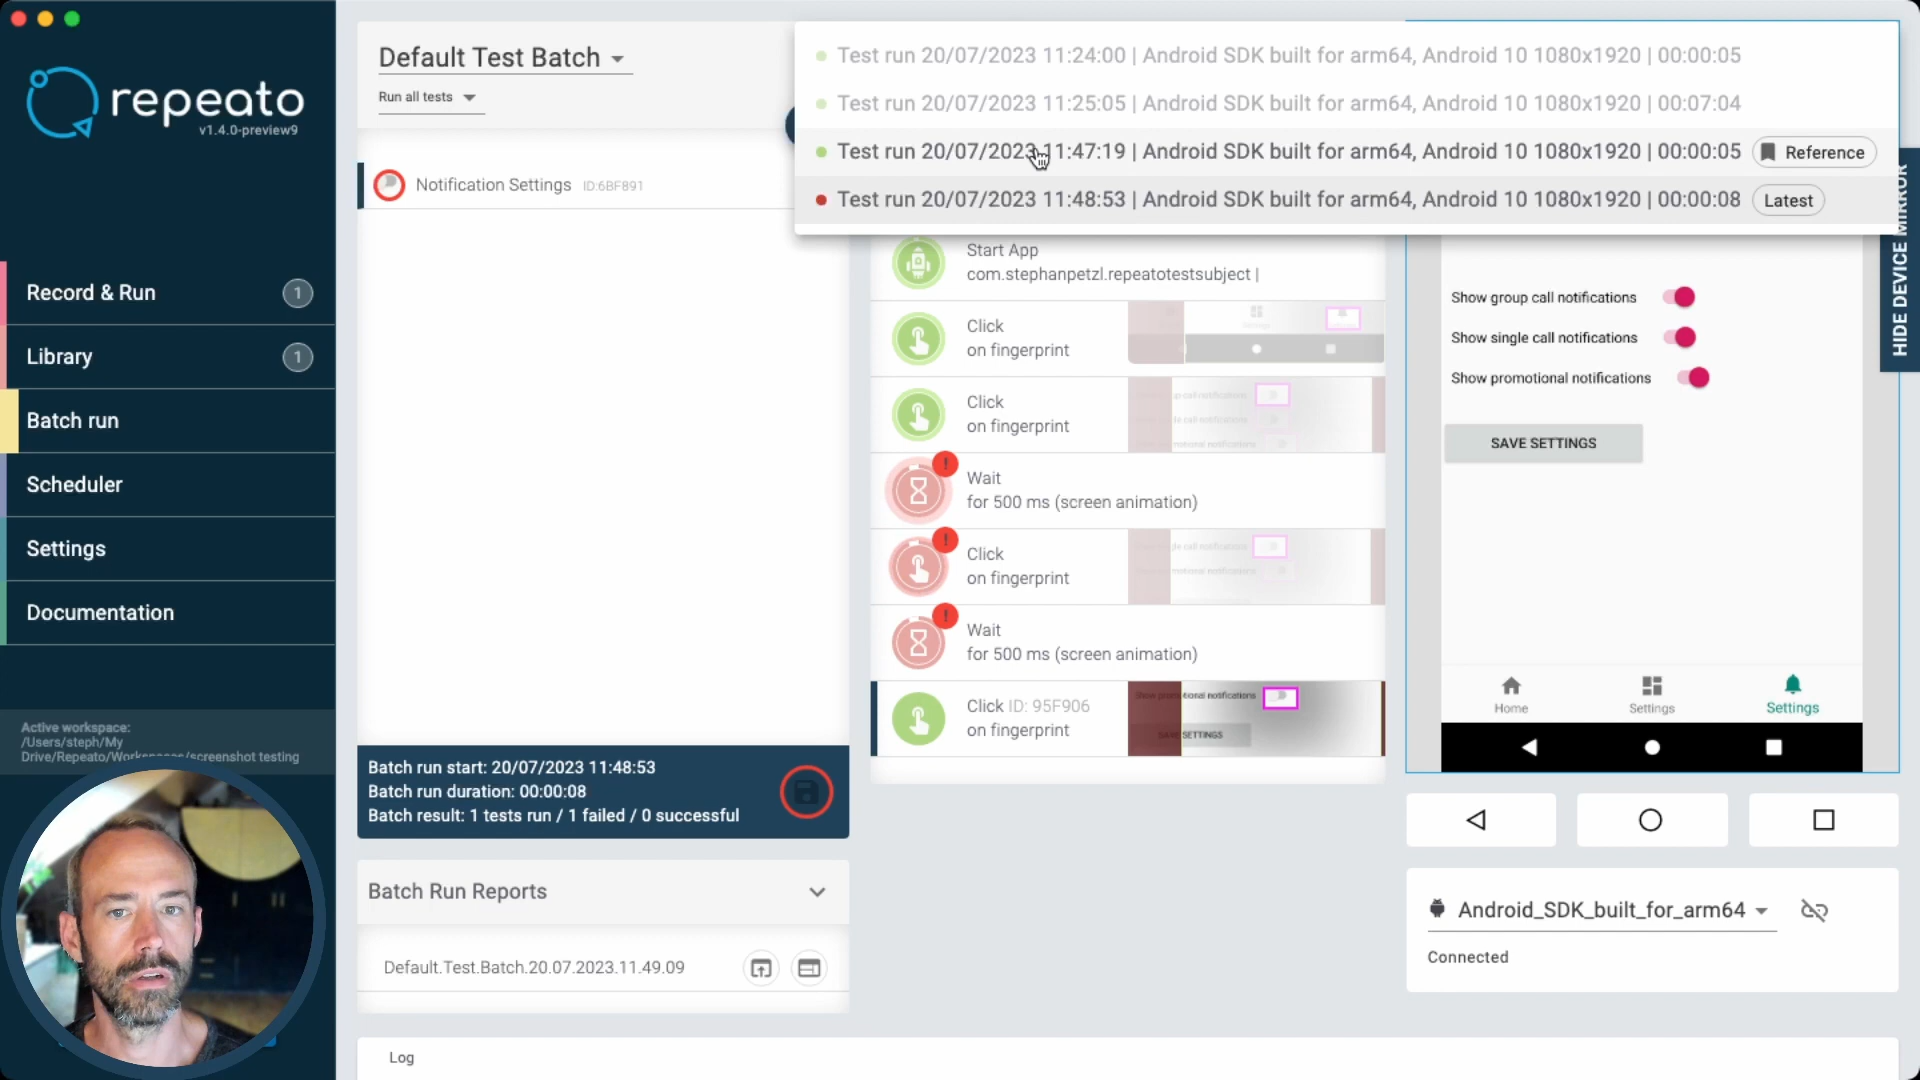 repeato
v1.4.0-preview9
Record & Run 1
Library 1
Batch run
Scheduler
Settings
Documentation
Active workspace:
/Users/steph/My
Drive/Repeato/Workspaces/screenshot testing
Default Test Batch
Run all tests
Notification Settings ID:6BF891
Batch run start: 20/07/2023 11:48:53
Batch run duration: 00:00:08
Batch result: 1 tests run / 1 failed / 0 successful
Batch Run Reports
Default.Test.Batch.20.07.2023.11.49.09
Log
Test run 20/07/2023 11:24:00 | Android SDK built for arm64, Android 10 1080x1920 | 00:00:05
Test run 20/07/2023 11:25:05 | Android SDK built for arm64, Android 10 1080x1920 | 00:07:04
Test run 20/07/2023 11:47:19 | Android SDK built for arm64, Android 10 1080x1920 | 00:00:05 Reference
Test run 20/07/2023 11:48:53 | Android SDK built for arm64, Android 10 1080x1920 | 00:00:08 Latest
Start App
com.stephanpetzl.repeatotestsubject |
Click
on fingerprint
Click
on fingerprint
Wait
for 500 ms (screen animation)
Click
on fingerprint
Wait
for 500 ms (screen animation)
Click ID: 95F906
on fingerprint
Show group call notifications
Show single call notifications
Show promotional notifications
SAVE SETTINGS
Home
Settings
Settings
HIDE DEVICE MIRROR
Android_SDK_built_for_arm64
Connected